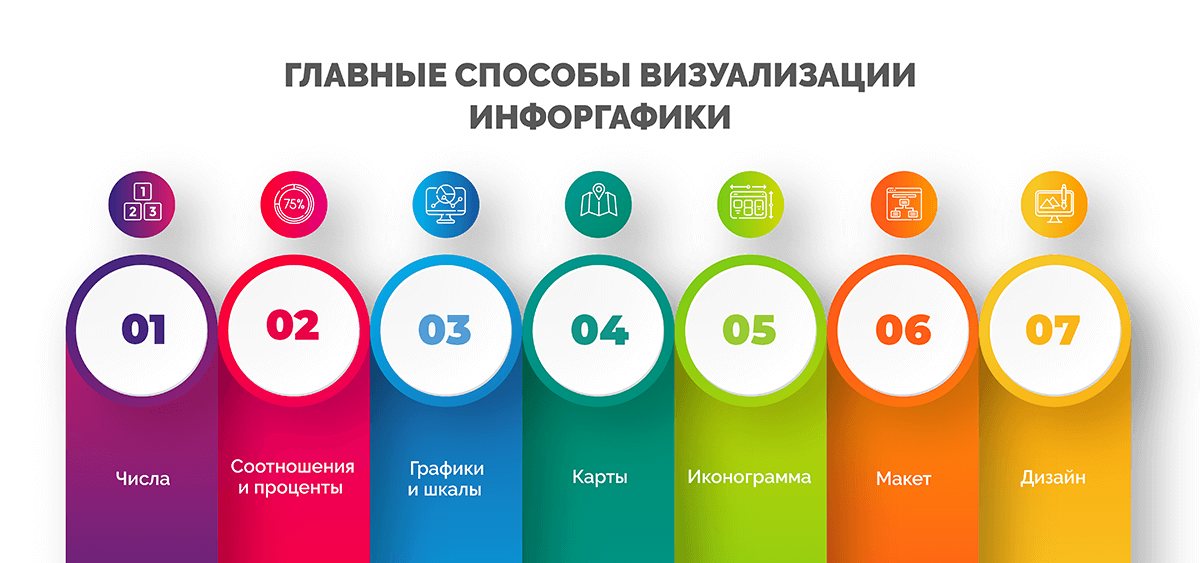 ГЛАВНЫЕ СПОСОБЫ ВИЗУАЛИЗАЦИИ
ИНФОРГАФИКИ
1
2 3
75%
01
02
03
04
05
06
07
Числа
Соотношения
и проценты
Графики
и шкалы
Карты
Иконограмма
Макет
Дизайн